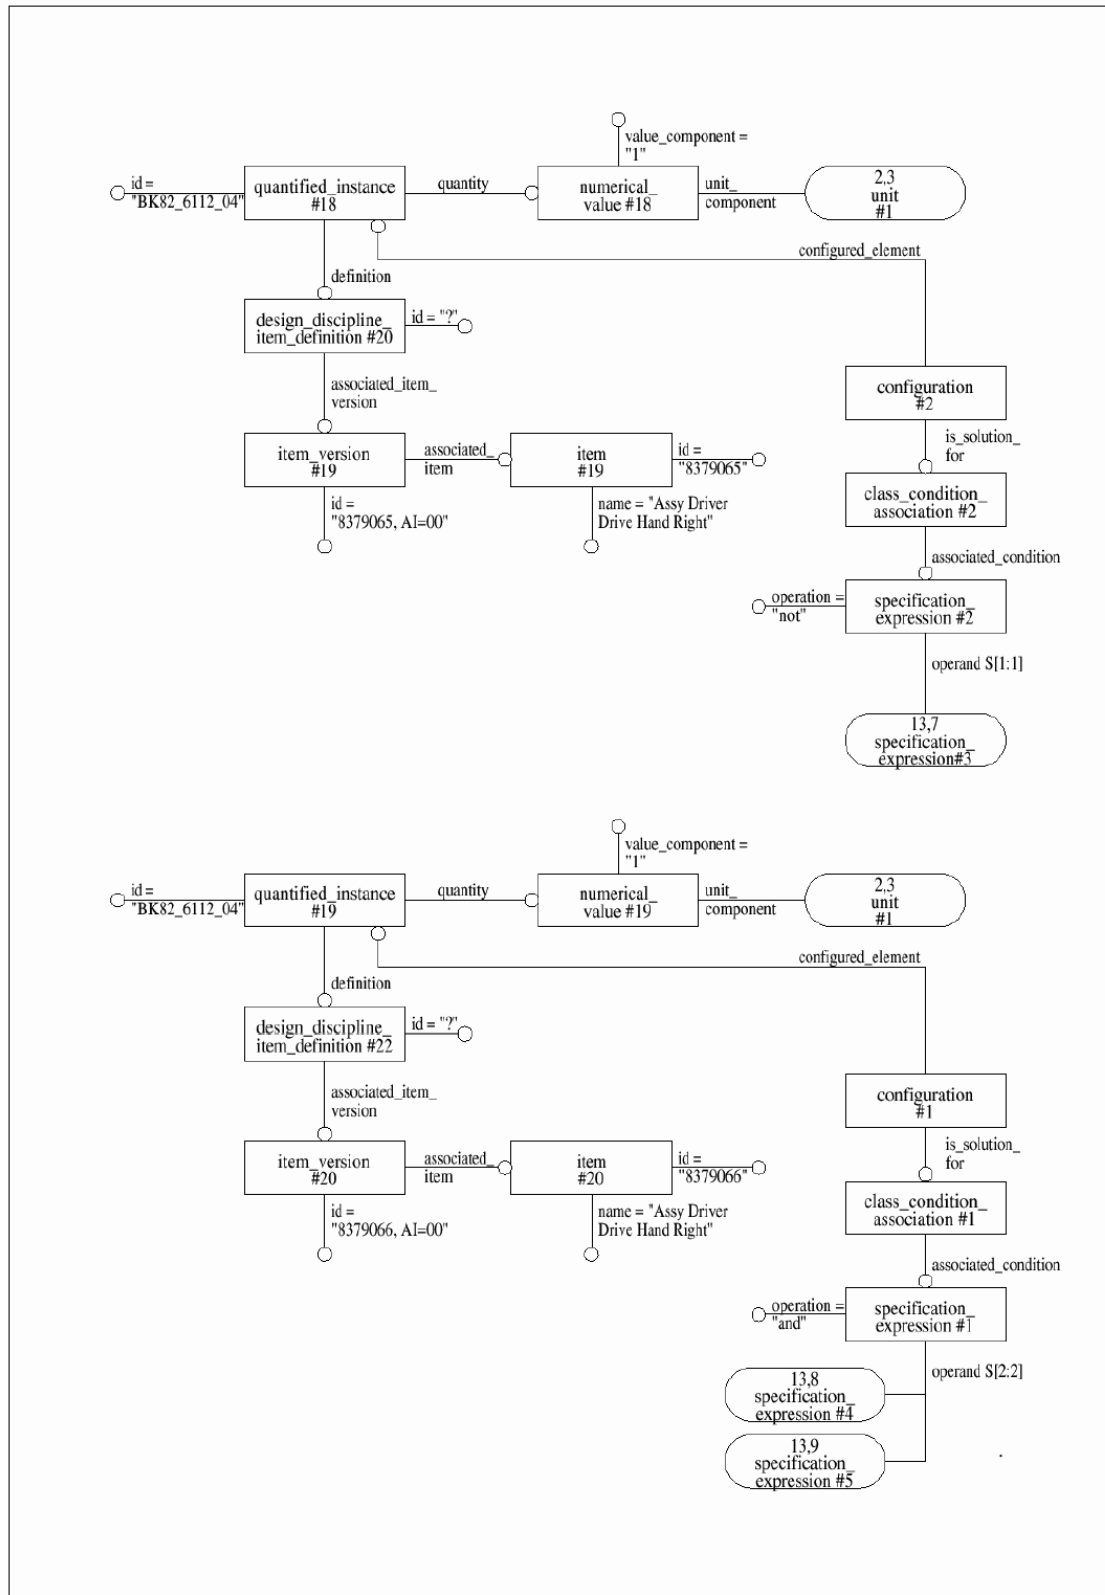 value_component =
"1"
id =
"BK82_6112_04"
quantified_instance
#18
quantity
numerical_
value #18
unit_
component
2,3
unit
#1
configured_element
definition
design_discipline_
item_definition #20
id = "?"
associated_item_
version
configuration
#2
is_solution_
for
item_version
#19
associated_
item
item
#19
id =
"8379065"
id =
"8379065, AI=00"
name = "Assy Driver
Drive Hand Right"
class_condition_
association #2
associated_condition
operation =
"not"
specification_
expression #2
operand S[1:1]
13,7
specification_
expression#3
value_component =
"1"
id =
"BK82_6112_04"
quantified_instance
#19
quantity
numerical_
value #19
unit_
component
2,3
unit
#1
configured_element
definition
design_discipline_
item_definition #22
id = "?"
associated_item_
version
configuration
#1
is_solution_
for
item_version
#20
associated_
item
item
#20
id =
"8379066"
id =
"8379066, AI=00"
name = "Assy Driver
Drive Hand Right"
class_condition_
association #1
associated_condition
operation =
"and"
specification_
expression #1
operand S[2:2]
13,8
specification_
expression #4
13,9
specification_
expression #5